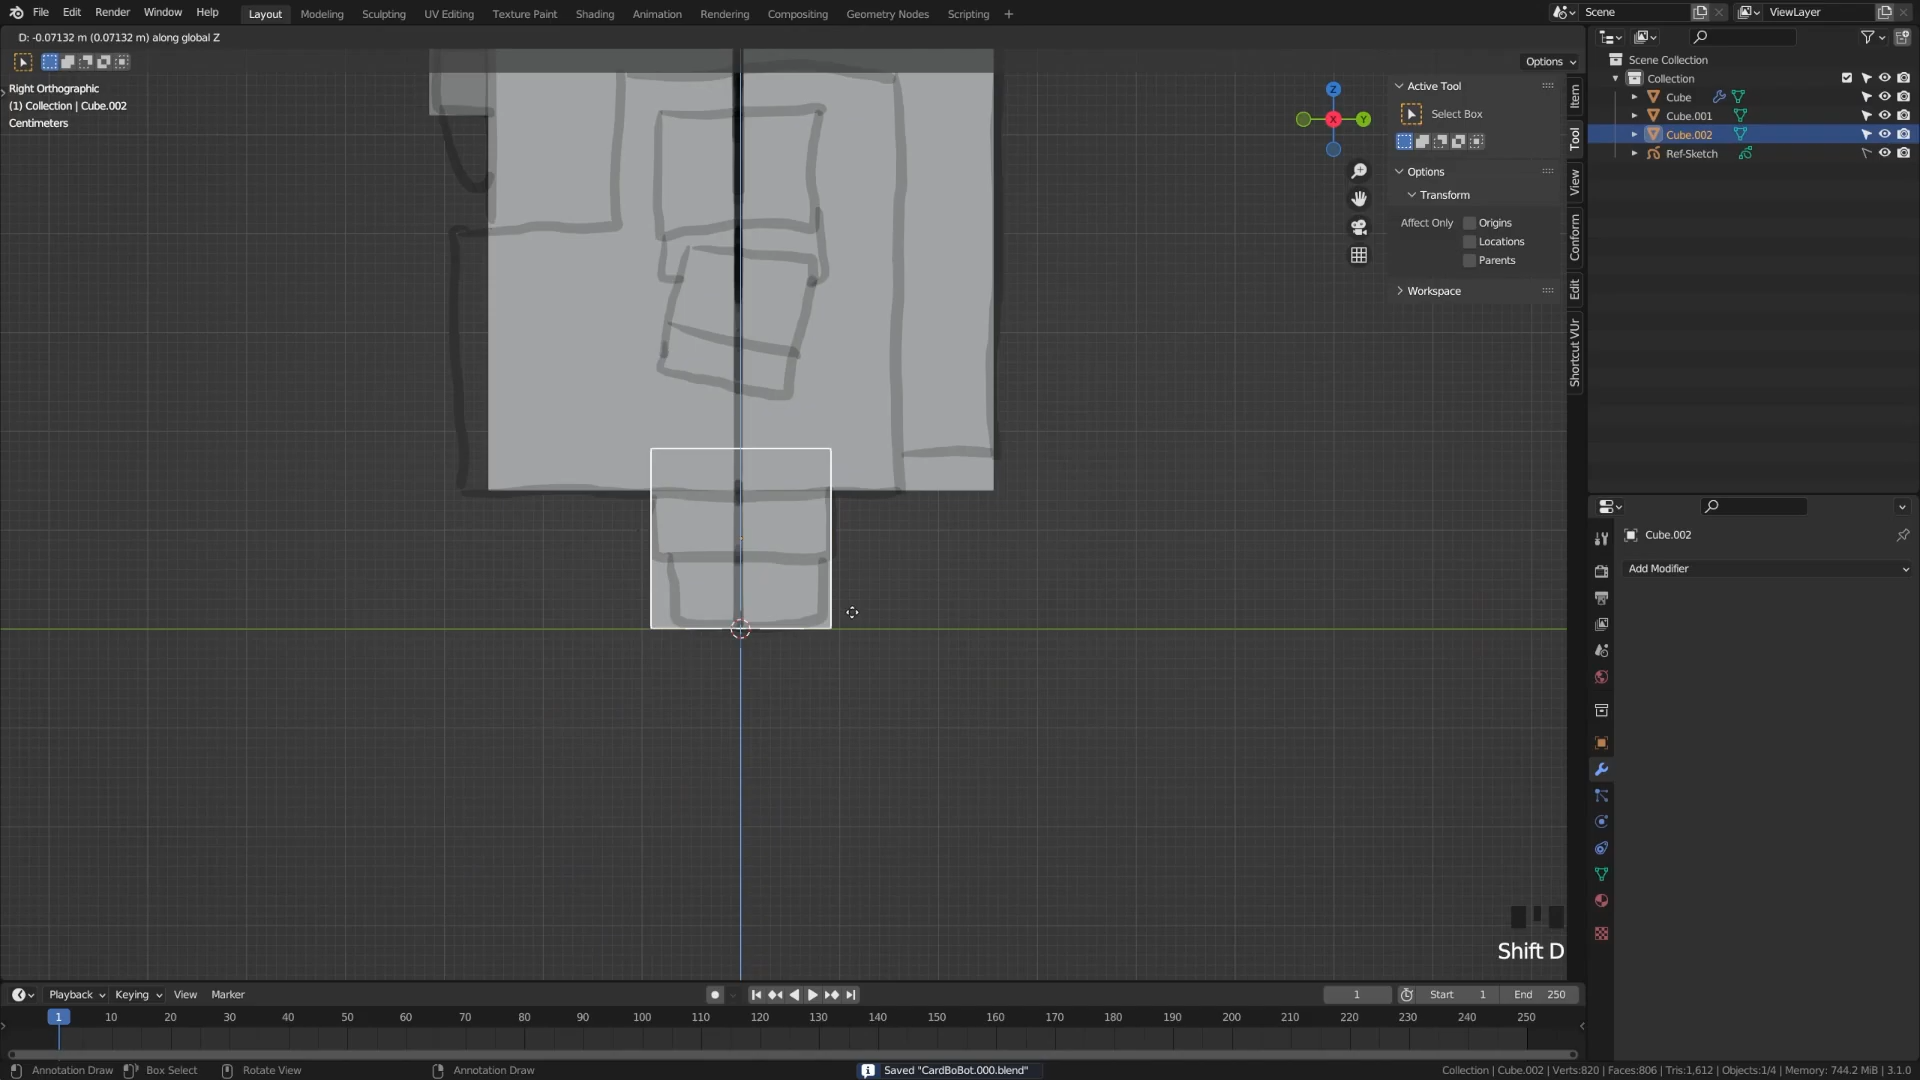 File Edit Render Window Help Layout Modeling Sculpting UV Editing Texture Paint Shading Animation Rendering Compositing Geometry Nodes Scripting Scene ViewLayer
D: -0.07132 m (0.07132 m) along global Z
Options
Right Orthographic
(1) Collection | Cube.002
Centimeters
Z
X
Y
Active Tool
Select Box
Options
Transform
Affect Only Origins
Locations
Parents
Workspace
Item
Tool
View
Conform
Edit
Shortcut VUr
Scene Collection
Collection
Cube
Cube.001
Cube.002
Ref-Sketch
Cube.002
Add Modifier
Shift D
Playback Keying View Marker 1 Start 1 End 250
1 10 20 30 40 50 60 70 80 90 100 110 120 130 140 150 160 170 180 190 200 210 220 230 240 250
Annotation Draw Box Select Rotate View Annotation Draw Saved "CardBoBot.000.blend" Collection | Cube.002 | Verts:820 | Faces:806 | Tris:1,612 | Objects:1/4 | Memory: 744.2 MiB | 3.1.0